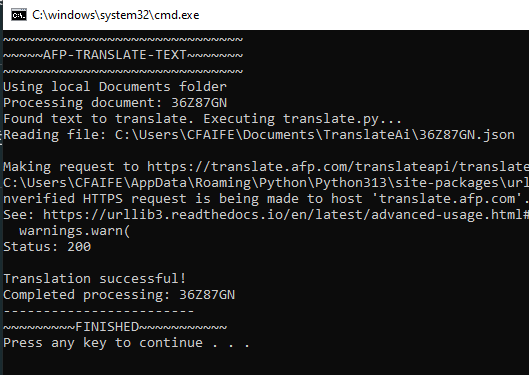 C:\windows\system32\cmd.exe
~~~~~~~~~~~~~~~~~~~~~~~~~~~~~~
~~~~~AFP-TRANSLATE-TEXT~~~~~~~
~~~~~~~~~~~~~~~~~~~~~~~~~~~~~~
Using local Documents folder
Processing document: 36Z87GN
Found text to translate. Executing translate.py...
Reading file: C:\Users\CFAIFE\Documents\TranslateAi\36Z87GN.json
Making request to https://translate.afp.com/translateapi/translate
C:\Users\CFAIFE\AppData\Roaming\Python\Python313\site-packages\url
nverified HTTPS request is being made to host 'translate.afp.com'.
See: https://urllib3.readthedocs.io/en/latest/advanced-usage.html#
  warnings.warn(
Status: 200
Translation successful!
Completed processing: 36Z87GN
------------------------
~~~~~~~~~FINISHED~~~~~~~~~~~
Press any key to continue . . .